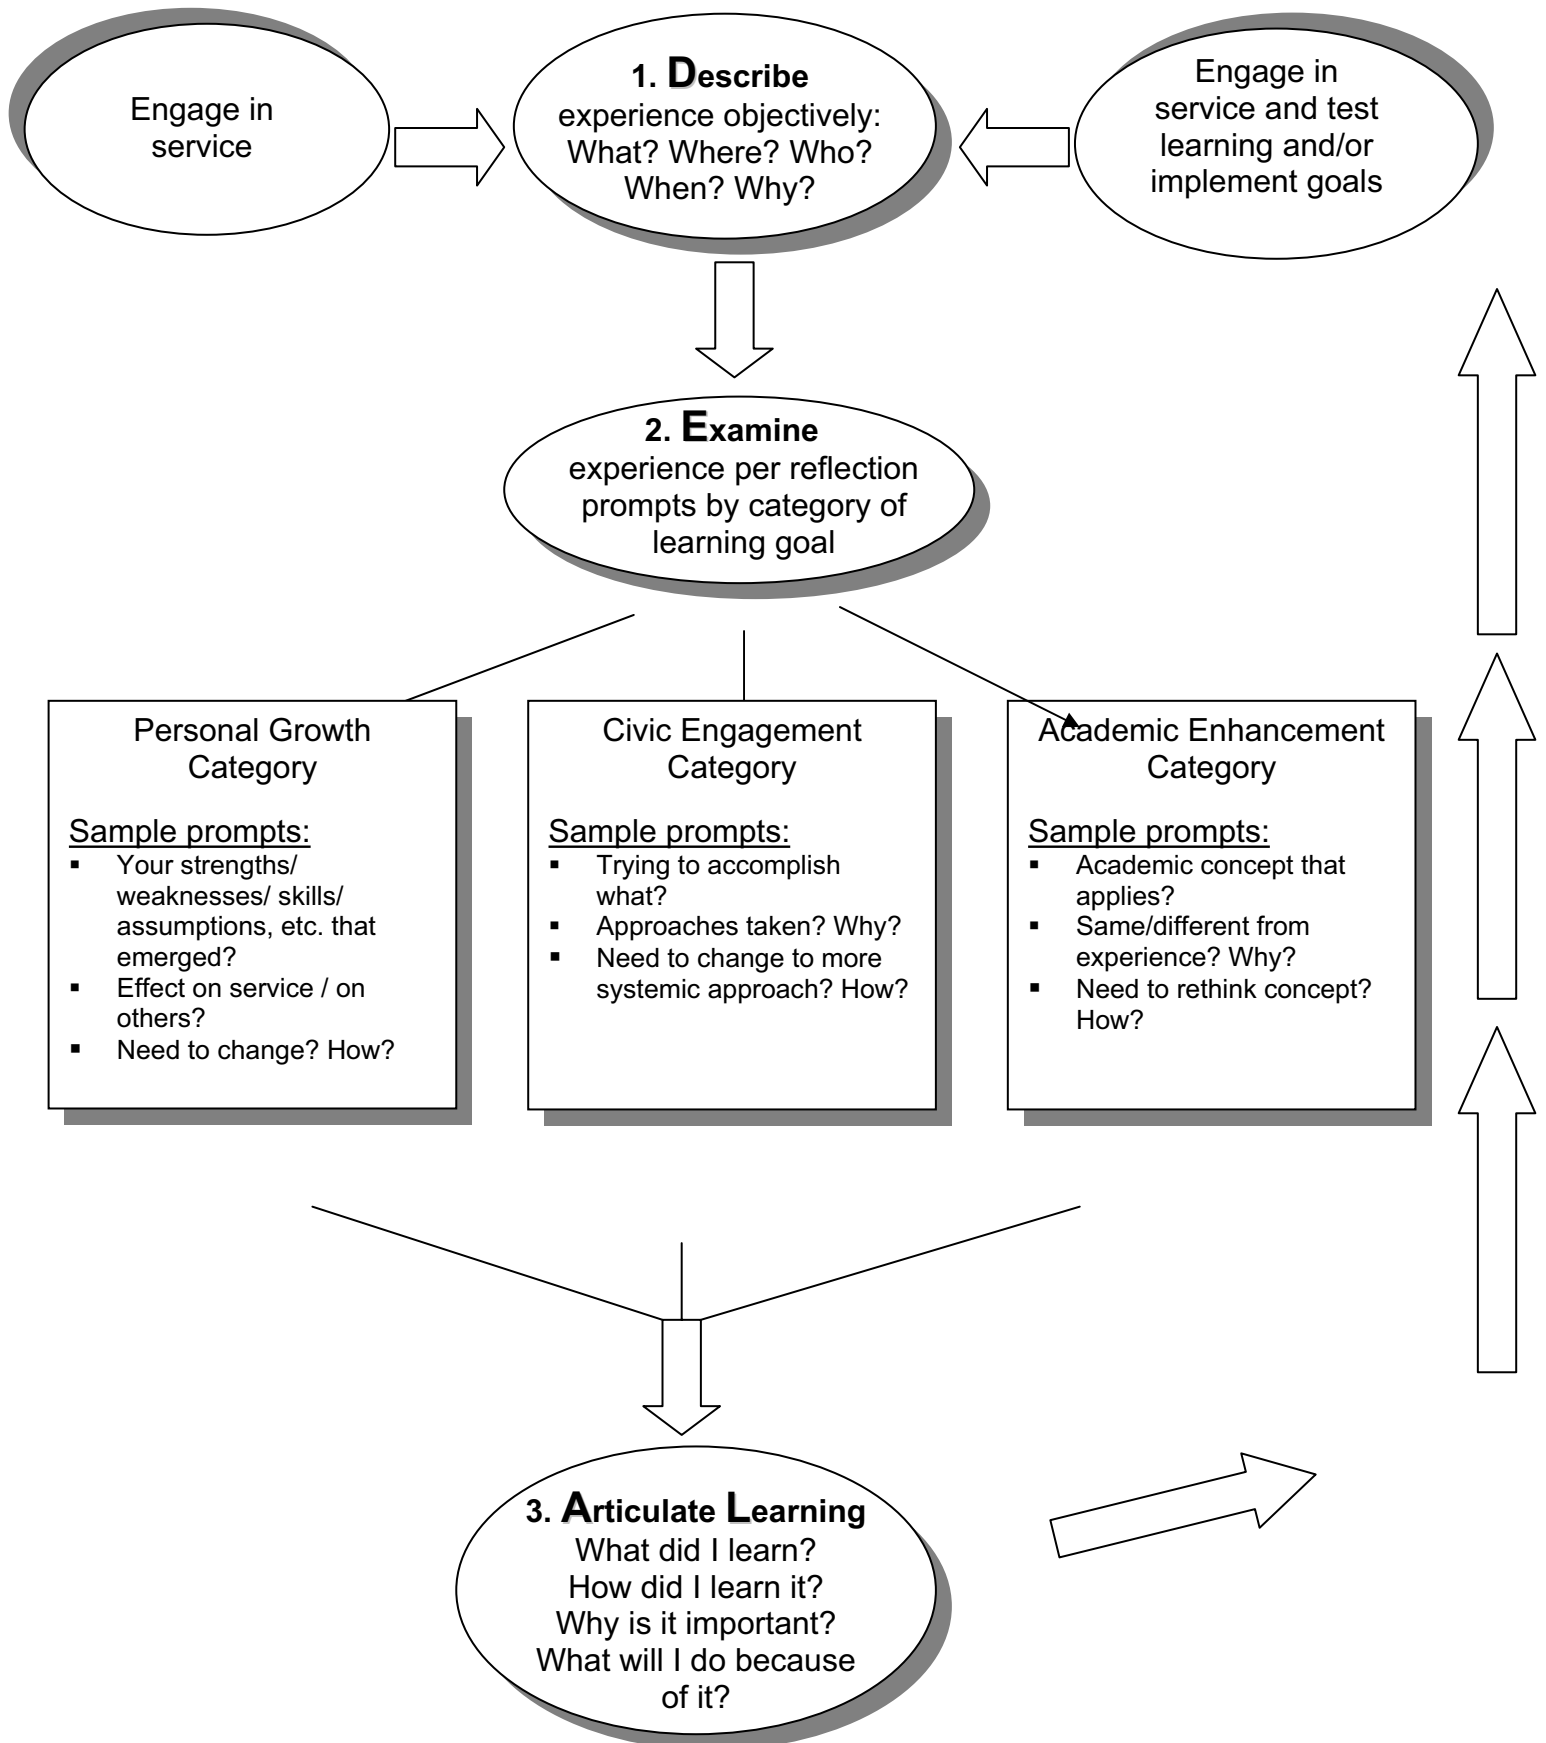 Engage in
service
1. Describe
experience objectively:
What? Where? Who?
When? Why?
Engage in
service and test
learning and/or
implement goals
2. Examine
experience per reflection
prompts by category of
learning goal
Personal Growth
Category
Sample prompts:
▪ Your strengths/
weaknesses/ skills/
assumptions, etc. that
emerged?
▪ Effect on service / on
others?
▪ Need to change? How?
Civic Engagement
Category
Sample prompts:
▪ Trying to accomplish
what?
▪ Approaches taken? Why?
▪ Need to change to more
systemic approach? How?
Academic Enhancement
Category
Sample prompts:
▪ Academic concept that
applies?
▪ Same/different from
experience? Why?
▪ Need to rethink concept?
How?
3. Articulate Learning
What did I learn?
How did I learn it?
Why is it important?
What will I do because
of it?